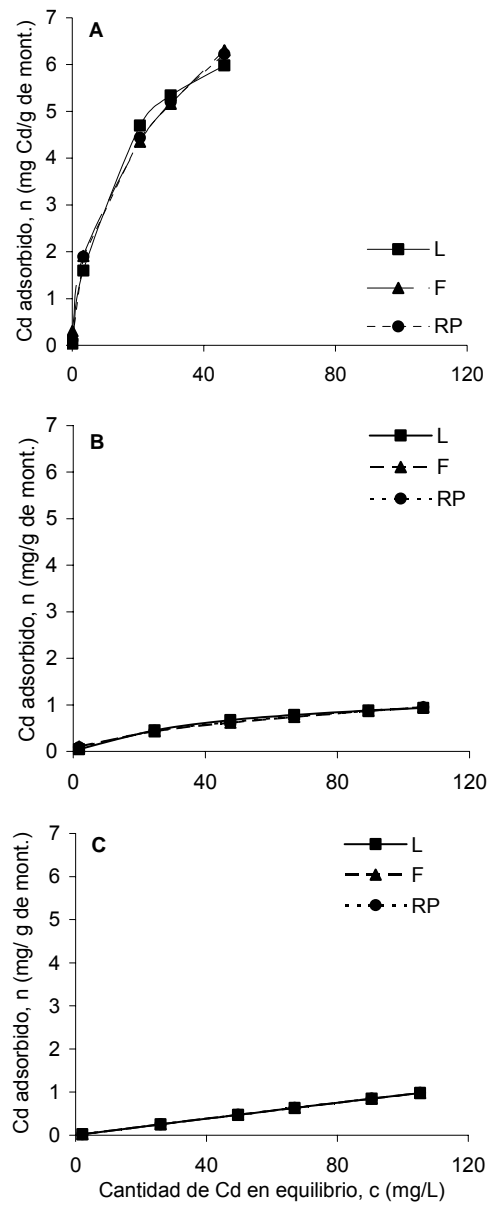 A
Cd adsorbido, n (mg Cd/g de mont.)
7
6
5
4
3
2
1
0
0 40 80 120
L
F
RP
B
Cd adsorbido, n (mg/g de mont.)
7
6
5
4
3
2
1
0
0 40 80 120
L
F
RP
C
Cd adsorbido, n (mg/ g de mont.)
7
6
5
4
3
2
1
0
0 40 80 120
L
F
RP
Cantidad de Cd en equilibrio, c (mg/L)